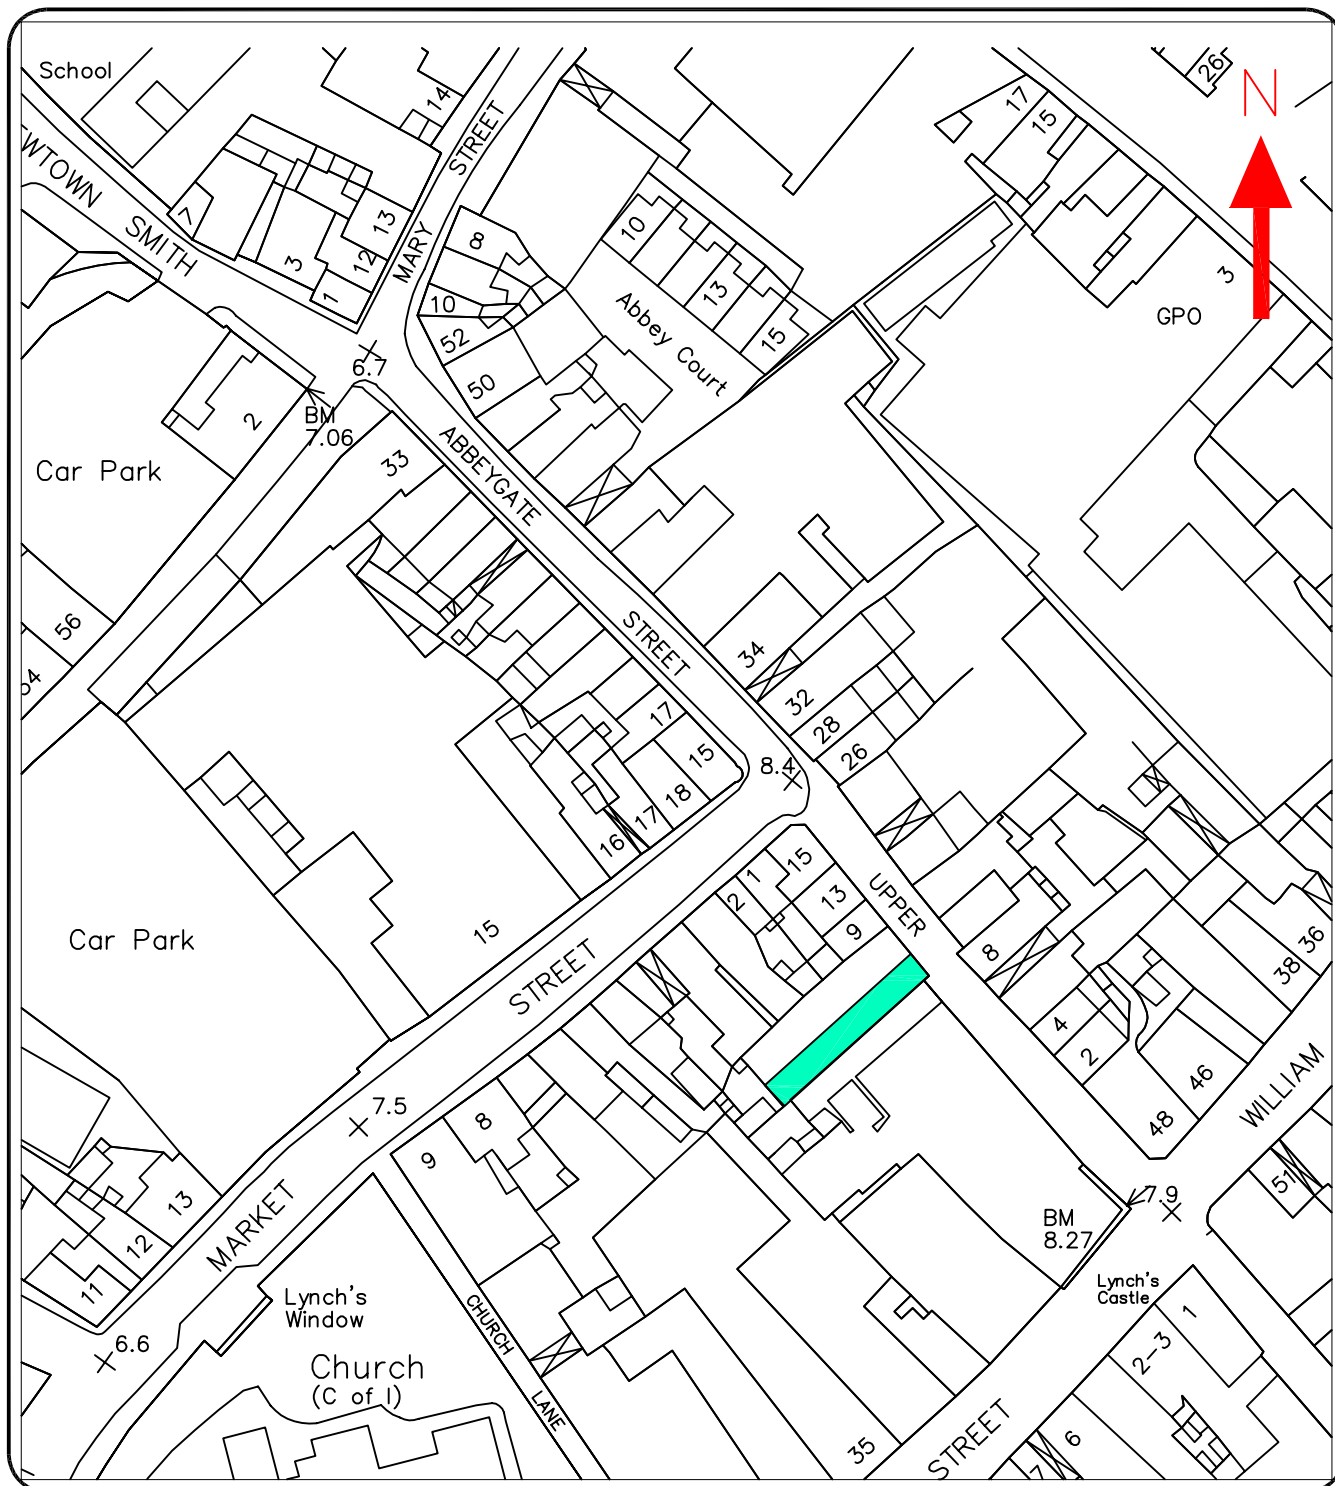 School
14
STREET
26
N
17
15
WTOWN
SMITH
7
3
1
12
13
MARY
8
10
52
50
10
13
15
Abbey Court
3
GPO
6.7
BM
7.06
2
33
ABBEYGATE
STREET
Car Park
56
34
32
28
26
17
15
18
17
16
8.4
15
Car Park
STREET
MARKET
1
2
15
13
9
UPPER
8
4
2
36
38
46
48
WILLIAM
STREET
51
7.9
BM
8.27
Lynch's
Castle
1
2-3
6
7
35
7.5
8
9
13
12
11
6.6
Lynch's
Window
Church
(C of I)
CHURCH
LANE